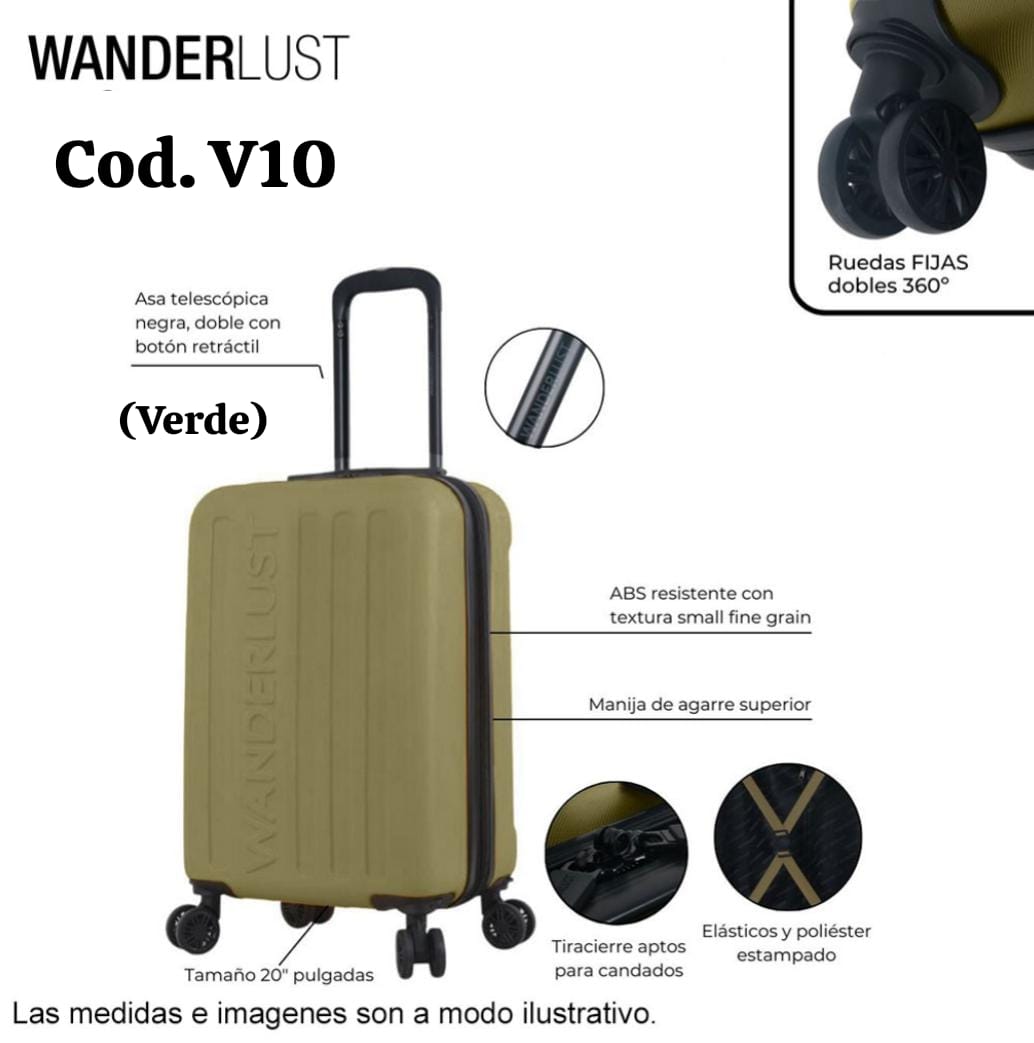 WANDERLUST
Cod. V10
Ruedas FIJAS
dobles 360°
Asa telescópica
negra, doble con
botón retráctil
(Verde)
WANDERLUST
WANDERLUST
ABS resistente con
textura small fine grain
Manija de agarre superior
Tiracierre aptos
para candados
Elásticos y poliéster
estampado
Tamaño 20" pulgadas
Las medidas e imagenes son a modo ilustrativo.